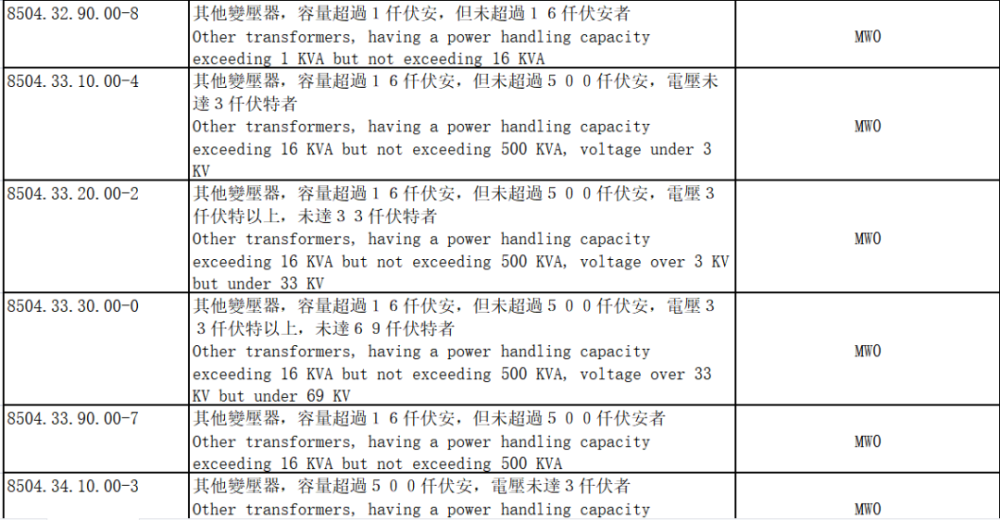 8504.32.90.00-8
其他變壓器，容量超過１仟伏安，但未超過１６仟伏安者
Other transformers, having a power handling capacity
exceeding 1 KVA but not exceeding 16 KVA
MW0
8504.33.10.00-4
其他變壓器，容量超過１６仟伏安，但未超過５００仟伏安，電壓未
達３仟伏特者
Other transformers, having a power handling capacity
exceeding 16 KVA but not exceeding 500 KVA, voltage under 3
KV
MW0
8504.33.20.00-2
其他變壓器，容量超過１６仟伏安，但未超過５００仟伏安，電壓３
仟伏特以上，未達３３仟伏特者
Other transformers, having a power handling capacity
exceeding 16 KVA but not exceeding 500 KVA, voltage over 3 KV
but under 33 KV
MW0
8504.33.30.00-0
其他變壓器，容量超過１６仟伏安，但未超過５００仟伏安，電壓３
３仟伏特以上，未達６９仟伏特者
Other transformers, having a power handling capacity
exceeding 16 KVA but not exceeding 500 KVA, voltage over 33
KV but under 69 KV
MW0
8504.33.90.00-7
其他變壓器，容量超過１６仟伏安，但未超過５００仟伏安者
Other transformers, having a power handling capacity
exceeding 16 KVA but not exceeding 500 KVA
MW0
8504.34.10.00-3
其他變壓器，容量超過５００仟伏安，電壓未達３仟伏者
Other transformers, having a power handling capacity
MW0